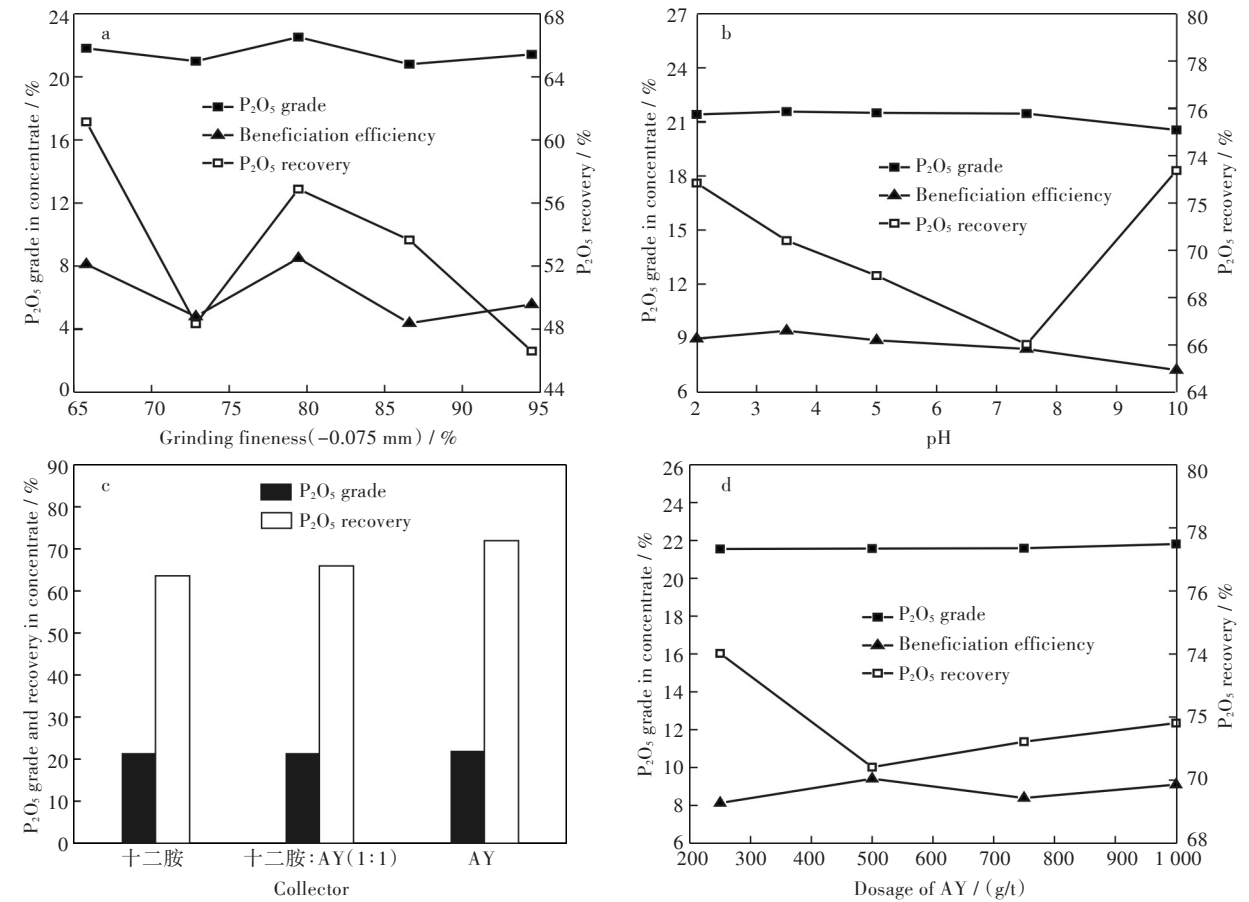 a
24
20
16
12
8
4
0
P₂O₅ grade in concentrate / %
68
64
60
56
52
48
44
P₂O₅ recovery / %
P₂O₅ grade
Beneficiation efficiency
P₂O₅ recovery
65 70 75 80 85 90 95
Grinding fineness(−0.075 mm) / %
b
27
24
21
18
15
12
9
6
P₂O₅ grade in concentrate / %
80
78
76
74
75
70
68
66
64
P₂O₅ recovery / %
P₂O₅ grade
Beneficiation efficiency
P₂O₅ recovery
2 3 4 5 6 7 8 9 10
pH
c
90
80
70
60
50
40
30
20
10
0
P₂O₅ grade and recovery in concentrate / %
P₂O₅ grade
P₂O₅ recovery
十二胺 十二胺:AY(1:1) AY
Collector
d
26
24
22
20
18
16
14
12
10
8
6
P₂O₅ grade in concentrate / %
80
78
76
74
75
70
68
P₂O₅ recovery / %
P₂O₅ grade
Beneficiation efficiency
P₂O₅ recovery
200 300 400 500 600 700 800 900 1 000
Dosage of AY / (g/t)